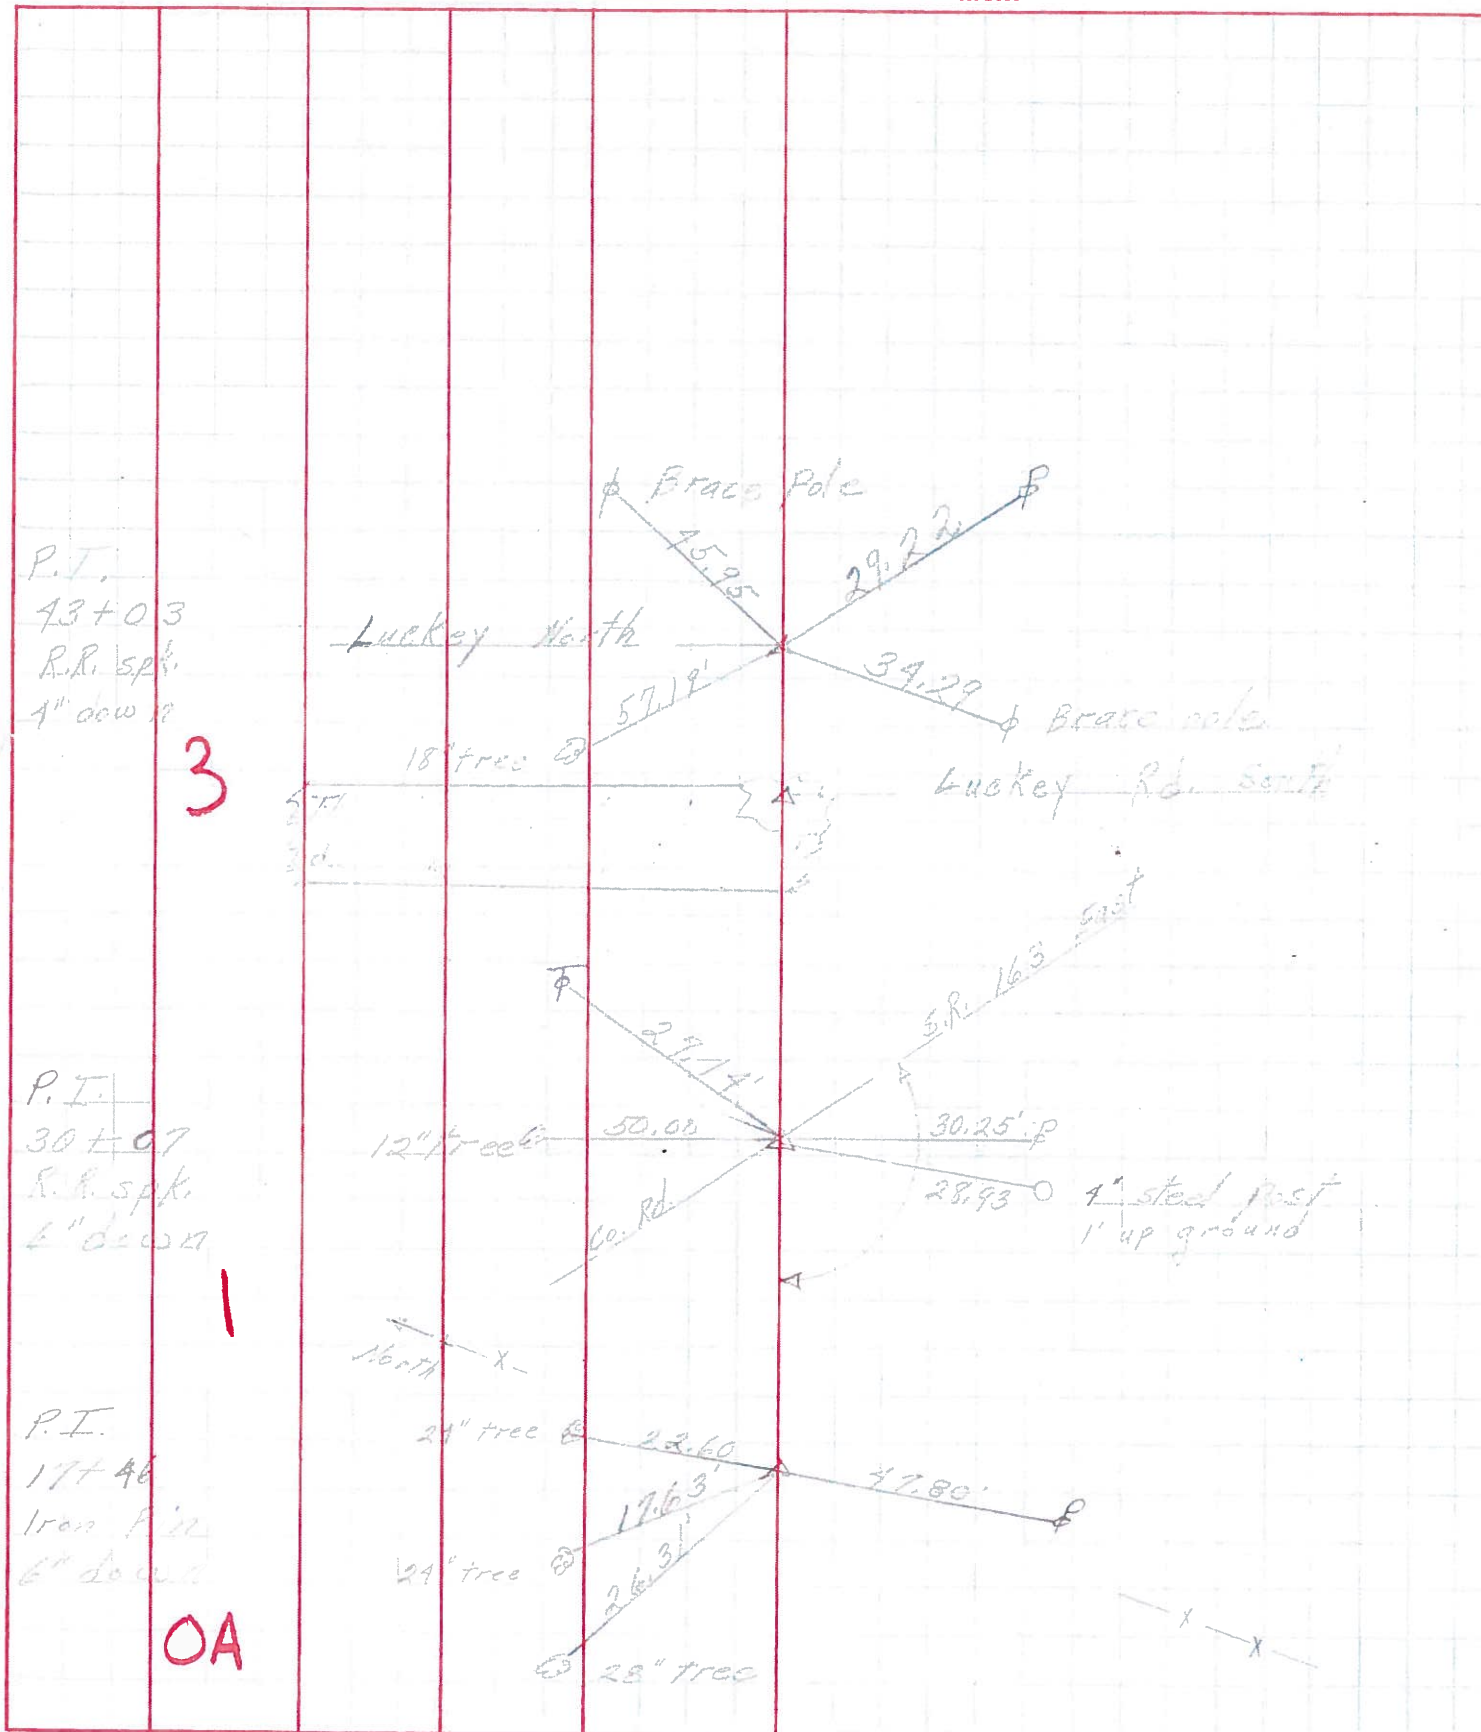 Brace Pole
P
45.95
29.22
P.I.
43+03
R.R. spk.
4" down
Luckey North
57.19'
34.29
Brace pole
18" tree
3
Luckey Rd. South
S.R. 163 East
T
27.14'
P.I.
30+07
R.R. spk.
6" down
12" tree
50.00
30.25' P
28.93
4" steel Post
1' up ground
Co. Rd
1
North
P.I.
17+46
Iron Pin
6" down
24" tree
22.60
47.80'
P
17.63'
24" tree
26.31'
0A
28" tree